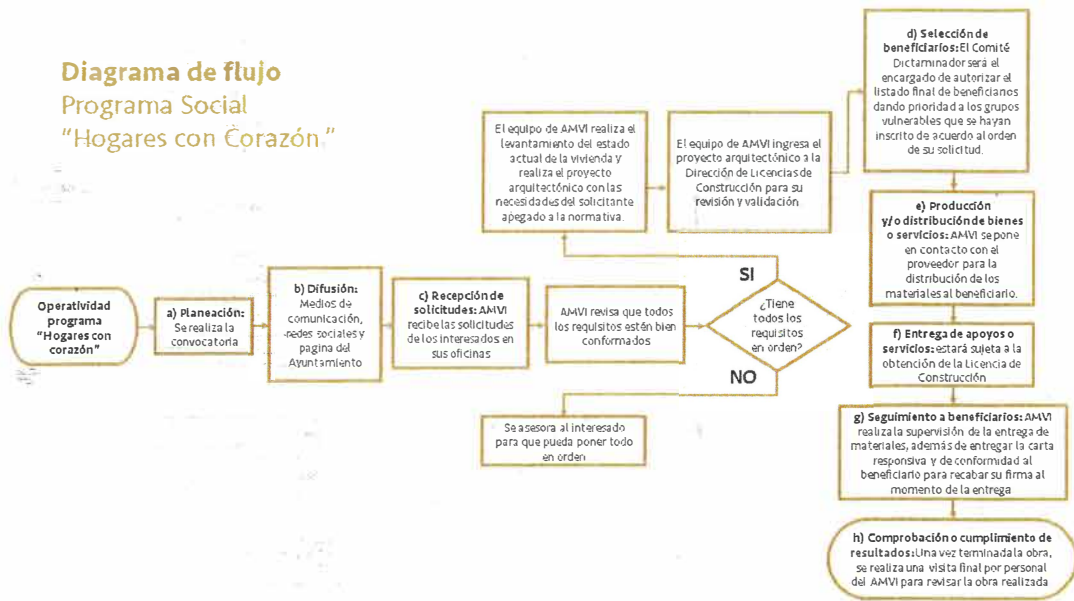 Diagrama de flujo
Programa Social
“Hogares con Corazón”
Operatividad
programa
“Hogares con
corazón”
a) Planeación:
Se realiza la
convocatoria
b) Difusión:
Medios de
comunicación,
redes sociales y
pagina del
Ayuntamiento
c) Recepción de
solicitudes: AMVI
recibe las solicitudes
de los interesados en
sus oficinas
AMVI revisa que todos
los requisitos estén bien
conformados
¿Tiene
todos los
requisitos
en orden?
SI
NO
Se asesora al interesado
para que pueda poner todo
en orden
El equipo de AMVI realiza el
levantamiento del estado
actual de la vivienda y
realiza el proyecto
arquitectónico con las
necesidades del solicitante
apegado a la normativa.
El equipo de AMVI ingresa el
proyecto arquitectónico a la
Dirección de Licencias de
Construcción para su
revisión y validación
d) Selección de
beneficiarios: El Comité
Dictaminador será el
encargado de autorizar el
listado final de beneficiarios
dando prioridad a los grupos
vulnerables que se hayan
inscrito de acuerdo al orden
de su solicitud.
e) Producción
y/o distribución de bienes
o servicios: AMVI se pone
en contacto con el
proveedor para la
distribución de los
materiales al beneficiario.
f) Entrega de apoyos o
servicios: estará sujeta a la
obtención de la Licencia de
Construcción
g) Seguimiento a beneficiarios: AMVI
realiza la supervisión de la entrega de
materiales, además de entregar la carta
responsiva y de conformidad al
beneficiario para recabar su firma al
momento de la entrega
h) Comprobación o cumplimiento de
resultados: Una vez terminada la obra,
se realiza una visita final por personal
del AMVI para revisar la obra realizada